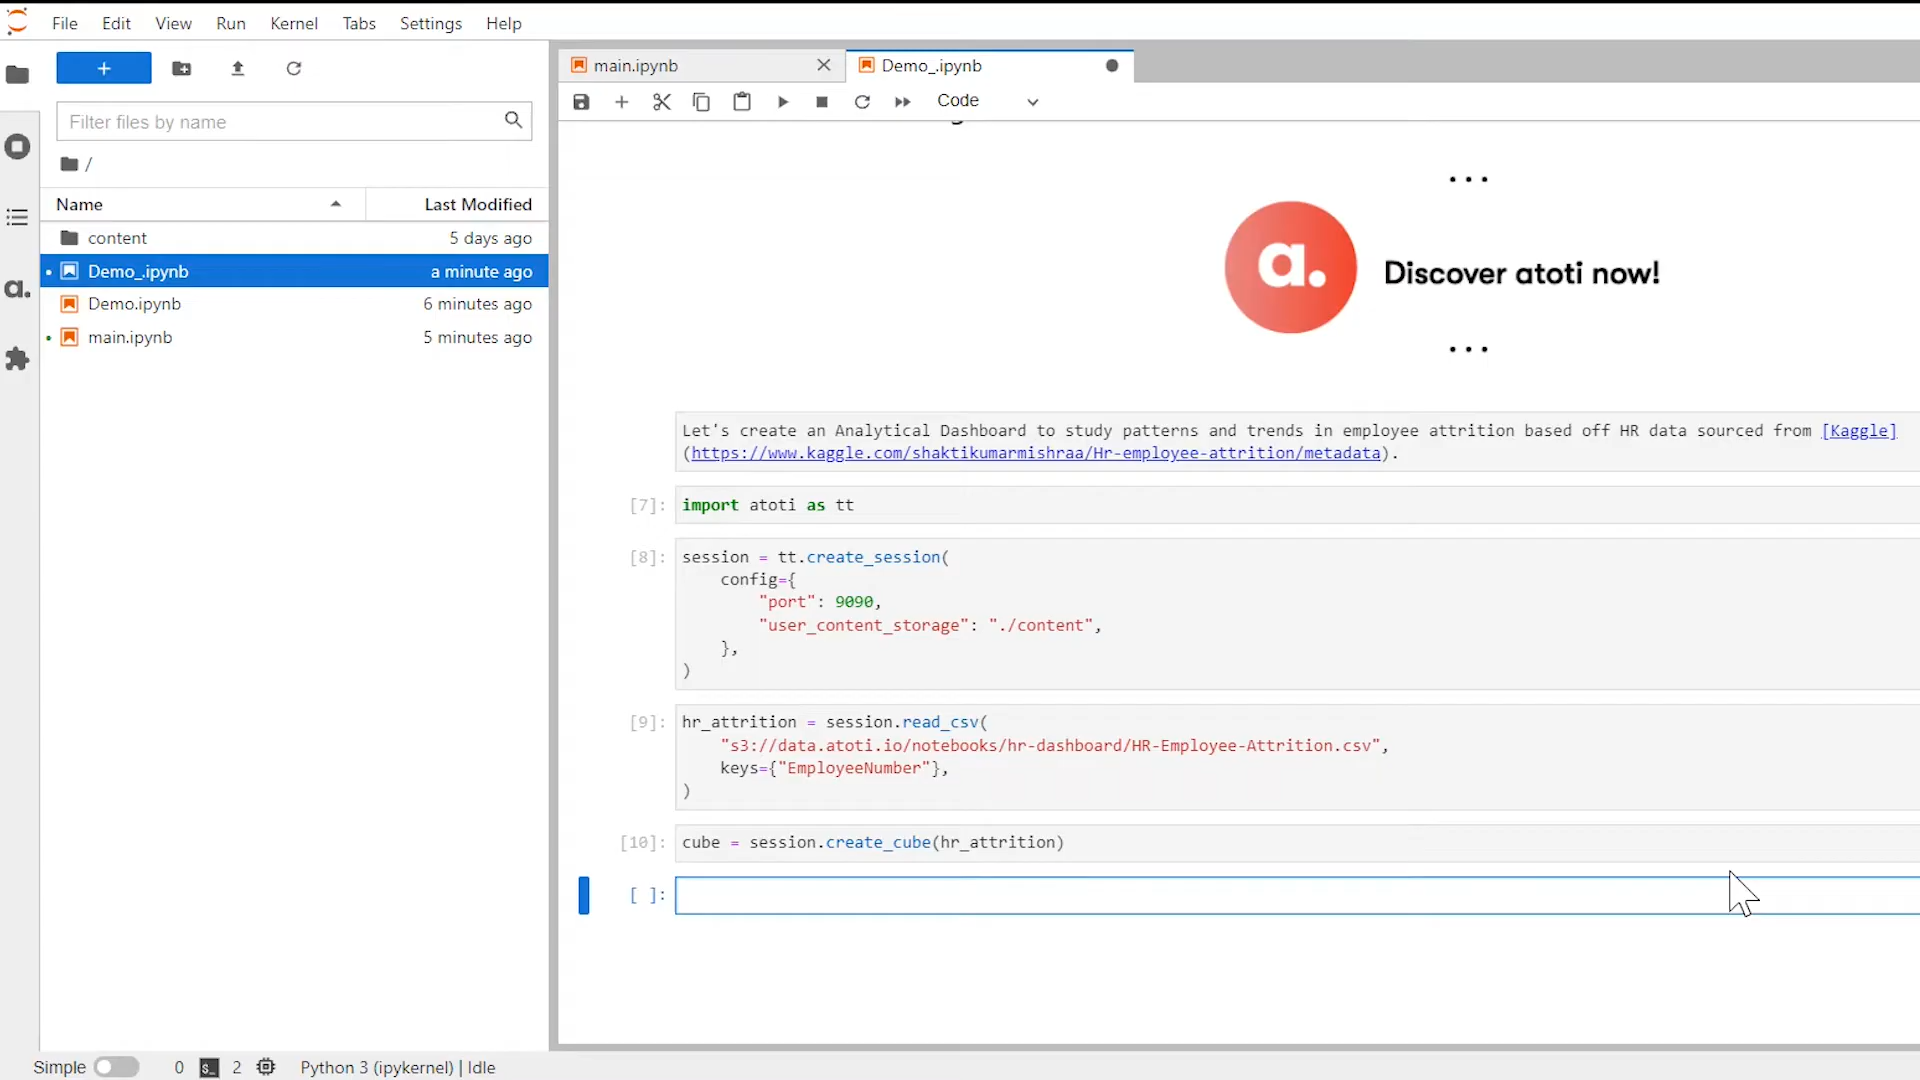 File Edit View Run Kernel Tabs Settings Help
+
Filter files by name
/
Name Last Modified
content 5 days ago
Demo_.ipynb a minute ago
Demo.ipynb 6 minutes ago
main.ipynb 5 minutes ago
a.
main.ipynb
Demo_.ipynb
Code
...
a. Discover atoti now!
...
Let's create an Analytical Dashboard to study patterns and trends in employee attrition based off HR data sourced from [Kaggle]
(https://www.kaggle.com/shaktikumarmishraa/Hr-employee-attrition/metadata).
[7]: import atoti as tt
[8]: session = tt.create_session(
config={
"port": 9090,
"user_content_storage": "./content",
},
)
[9]: hr_attrition = session.read_csv(
"s3://data.atoti.io/notebooks/hr-dashboard/HR-Employee-Attrition.csv",
keys={"EmployeeNumber"},
)
[10]: cube = session.create_cube(hr_attrition)
[ ]:
Simple 0 2 Python 3 (ipykernel) | Idle